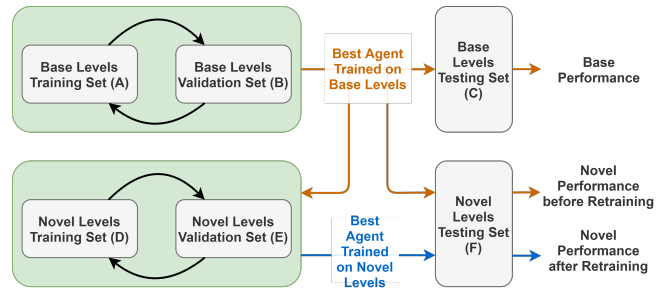 Base Levels
Training Set (A)
Base Levels
Validation Set (B)
Best Agent
Trained on
Base Levels
Base
Levels
Testing Set
(C)
Base
Performance
Novel Levels
Training Set (D)
Novel Levels
Validation Set (E)
Best
Agent
Trained
on Novel
Levels
Novel
Levels
Testing Set
(F)
Novel
Performance
before Retraining
Novel
Performance
after Retraining